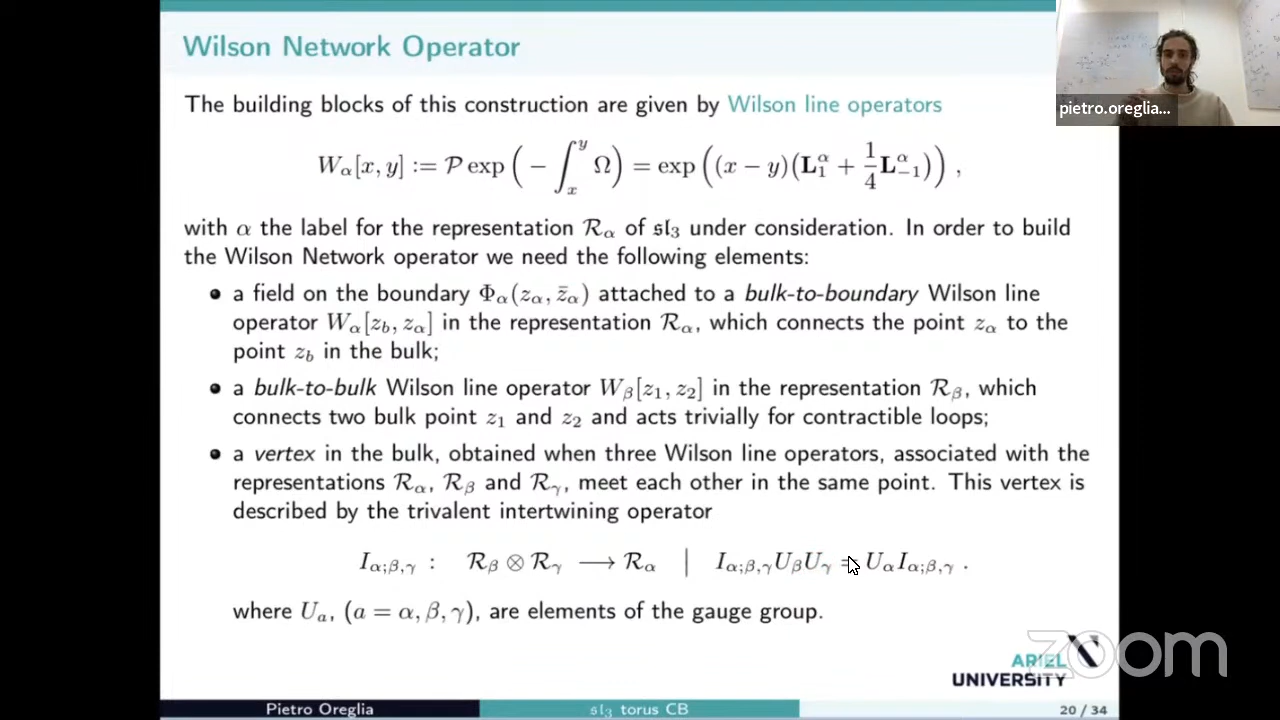 Wilson Network Operator
pietro.oreglia...
The building blocks of this construction are given by Wilson line operators
W_α[x, y] := 𝒫 exp ( − ∫_x^y Ω ) = exp ( (x − y) ( 𝐋_1^α + 1/4 𝐋_{−1}^α ) ) ,
with α the label for the representation ℛ_α of 𝔰𝔩_3 under consideration. In order to build
the Wilson Network operator we need the following elements:
• a field on the boundary Φ_α(z_α, z̄_α) attached to a bulk-to-boundary Wilson line
operator W_α[z_b, z_α] in the representation ℛ_α, which connects the point z_α to the
point z_b in the bulk;
• a bulk-to-bulk Wilson line operator W_β[z_1, z_2] in the representation ℛ_β, which
connects two bulk point z_1 and z_2 and acts trivially for contractible loops;
• a vertex in the bulk, obtained when three Wilson line operators, associated with the
representations ℛ_α, ℛ_β and ℛ_γ, meet each other in the same point. This vertex is
described by the trivalent intertwining operator
I_{α;β,γ} : ℛ_β ⊗ ℛ_γ ⟶ ℛ_α | I_{α;β,γ} U_β U_γ = U_α I_{α;β,γ} .
where U_a, (a = α, β, γ), are elements of the gauge group.
zoom
ARIEL
UNIVERSITY
Pietro Oreglia
𝔰𝔩_3 torus CB
20 / 34